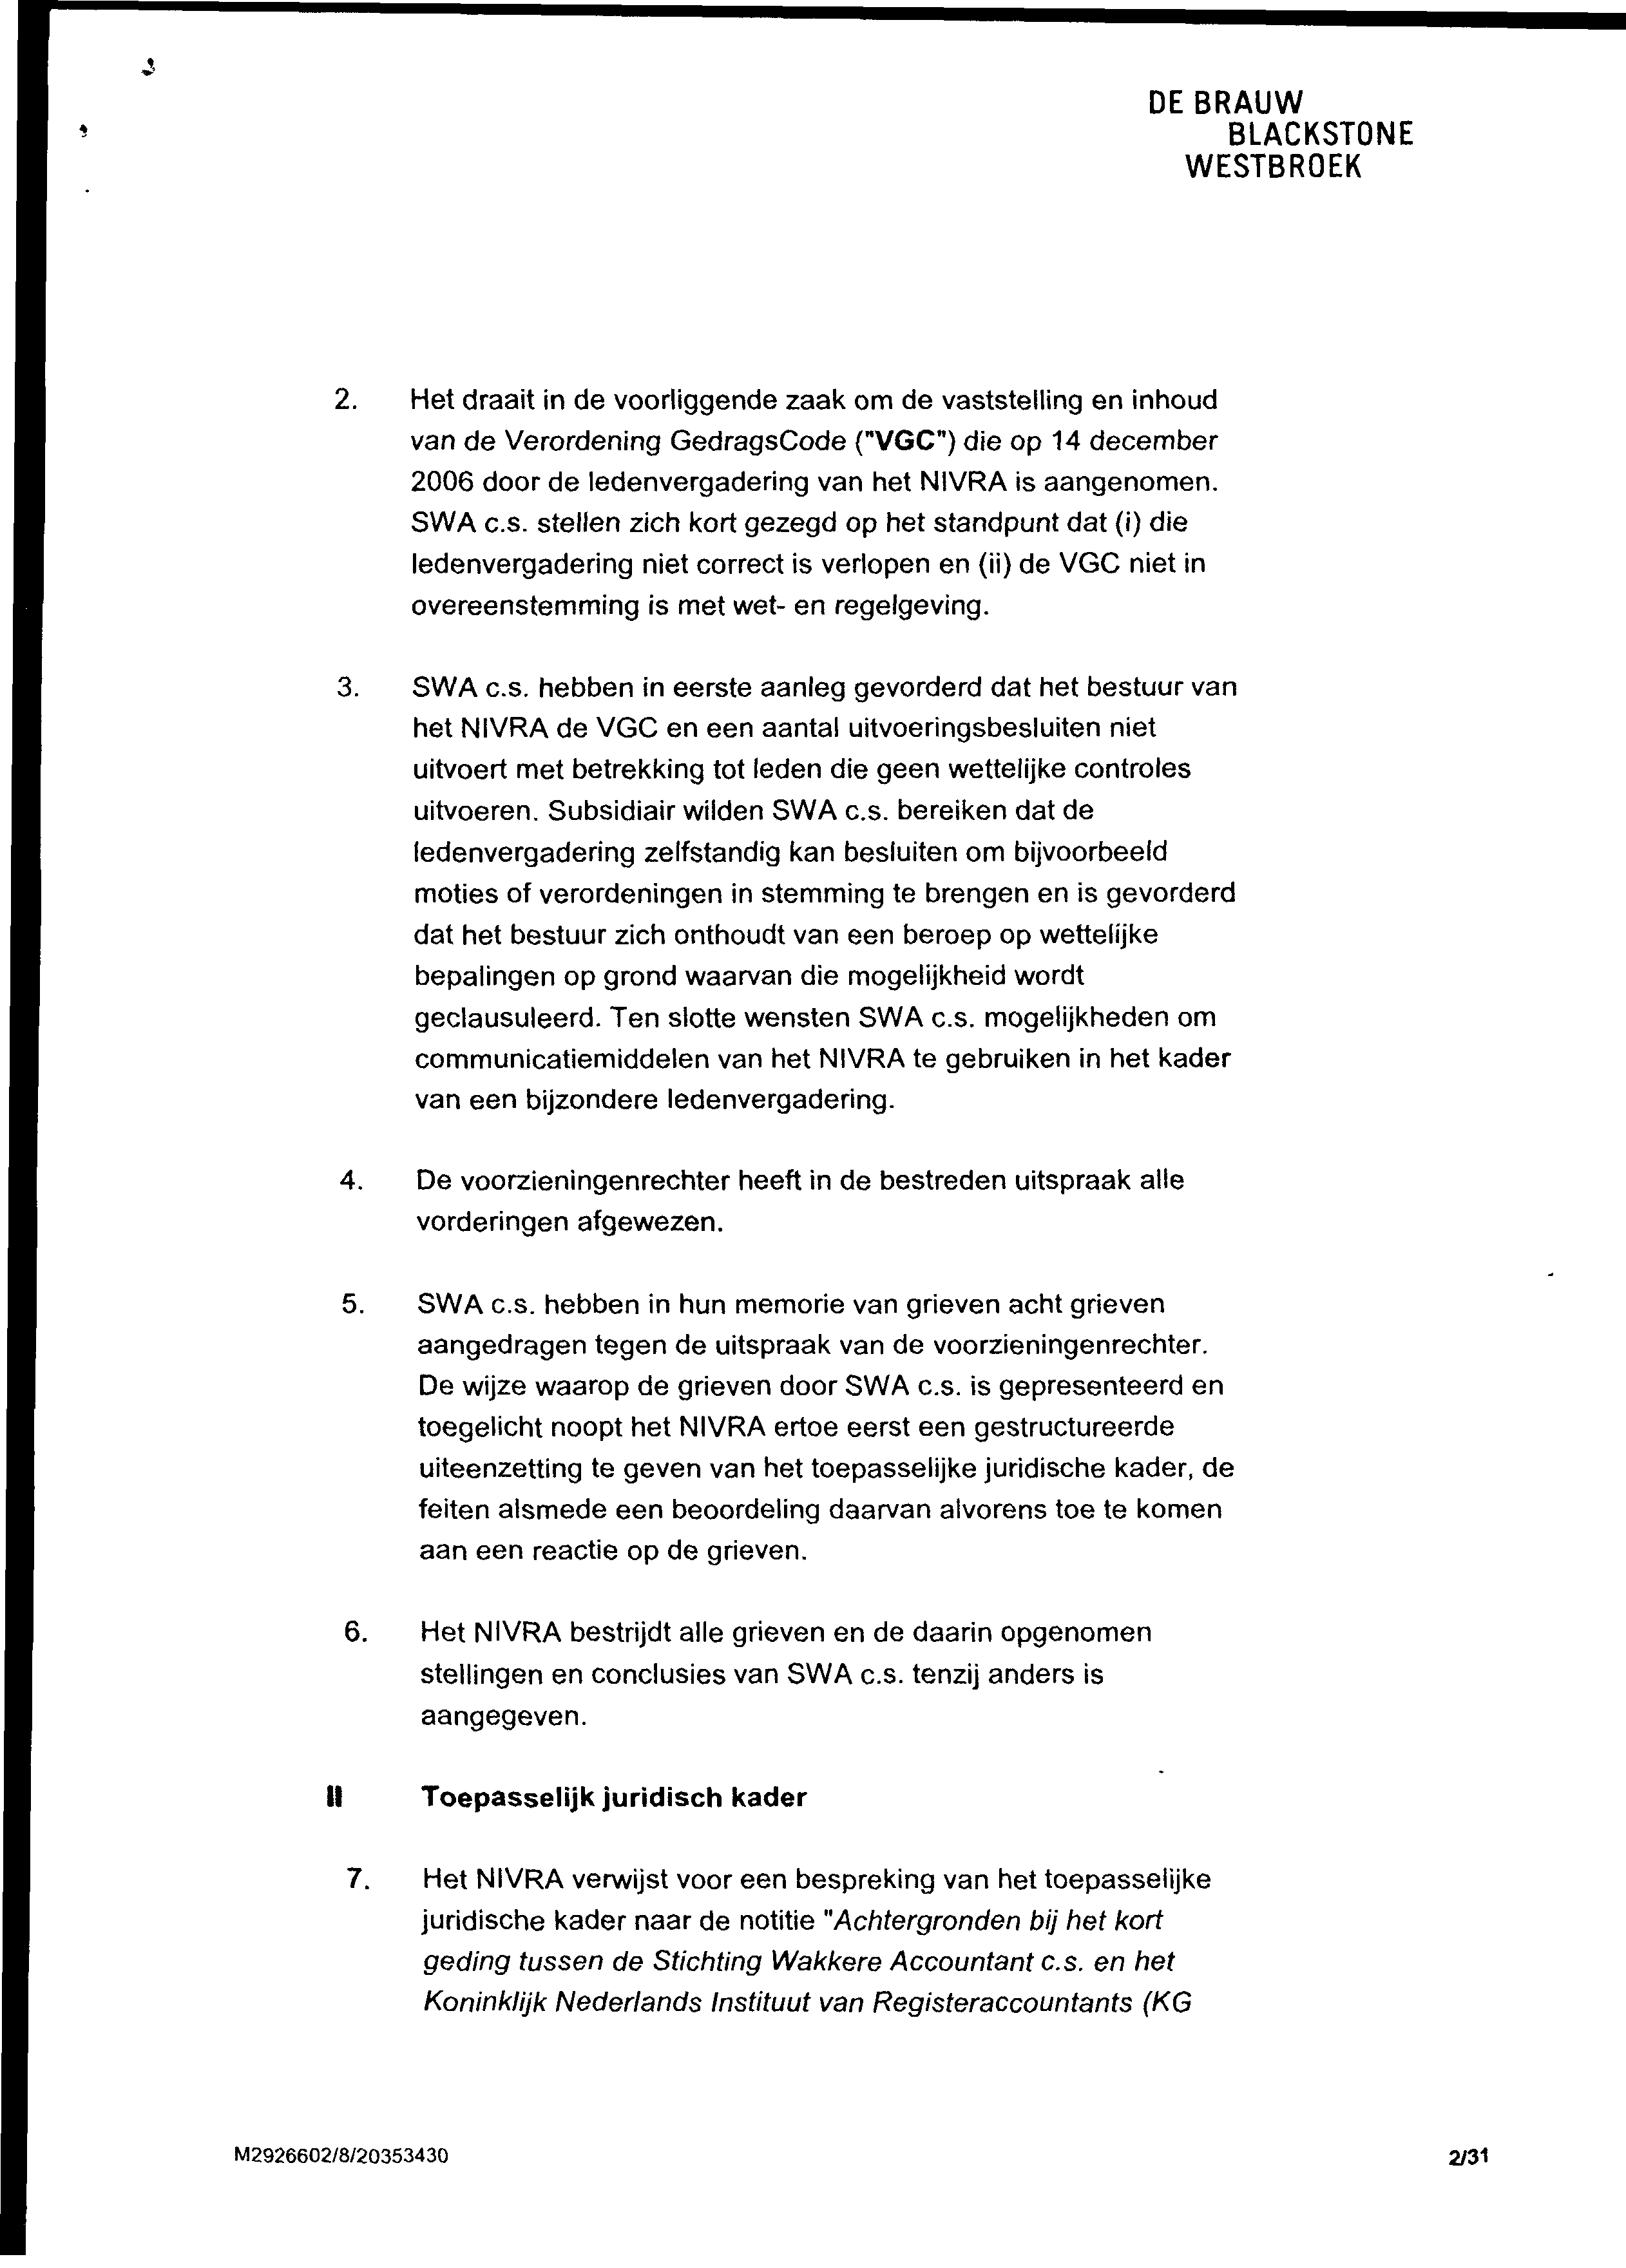 DE BRAUW
BLACKSTONE
WESTBROEK
2. Het draait in de voorliggende zaak om de vaststelling en inhoud
van de Verordening GedragsCode ("VGC") die op 14 december
2006 door de ledenvergadering van het NIVRA is aangenomen.
SWA c.s. stellen zich kort gezegd op het standpunt dat (i) die
ledenvergadering niet correct is verlopen en (ii) de VGC niet in
overeenstemming is met wet- en regelgeving.
3. SWA c.s. hebben in eerste aanleg gevorderd dat het bestuur van
het NIVRA de VGC en een aantal uitvoeringsbesluiten niet
uitvoert met betrekking tot leden die geen wettelijke controles
uitvoeren. Subsidiair wilden SWA c.s. bereiken dat de
ledenvergadering zelfstandig kan besluiten om bijvoorbeeld
moties of verordeningen in stemming te brengen en is gevorderd
dat het bestuur zich onthoudt van een beroep op wettelijke
bepalingen op grond waarvan die mogelijkheid wordt
geclausuleerd. Ten slotte wensten SWA c.s. mogelijkheden om
communicatiemiddelen van het NIVRA te gebruiken in het kader
van een bijzondere ledenvergadering.
4. De voorzieningenrechter heeft in de bestreden uitspraak alle
vorderingen afgewezen.
5. SWA c.s. hebben in hun memorie van grieven acht grieven
aangedragen tegen de uitspraak van de voorzieningenrechter.
De wijze waarop de grieven door SWA c.s. is gepresenteerd en
toegelicht noopt het NIVRA ertoe eerst een gestructureerde
uiteenzetting te geven van het toepasselijke juridische kader, de
feiten alsmede een beoordeling daarvan alvorens toe te komen
aan een reactie op de grieven.
6. Het NIVRA bestrijdt alle grieven en de daarin opgenomen
stellingen en conclusies van SWA c.s. tenzij anders is
aangegeven.
II Toepasselijk juridisch kader
7. Het NIVRA verwijst voor een bespreking van het toepasselijke
juridische kader naar de notitie "Achtergronden bij het kort
geding tussen de Stichting Wakkere Accountant c.s. en het
Koninklijk Nederlands Instituut van Registeraccountants (KG
M2926602/8/20353430 2/31